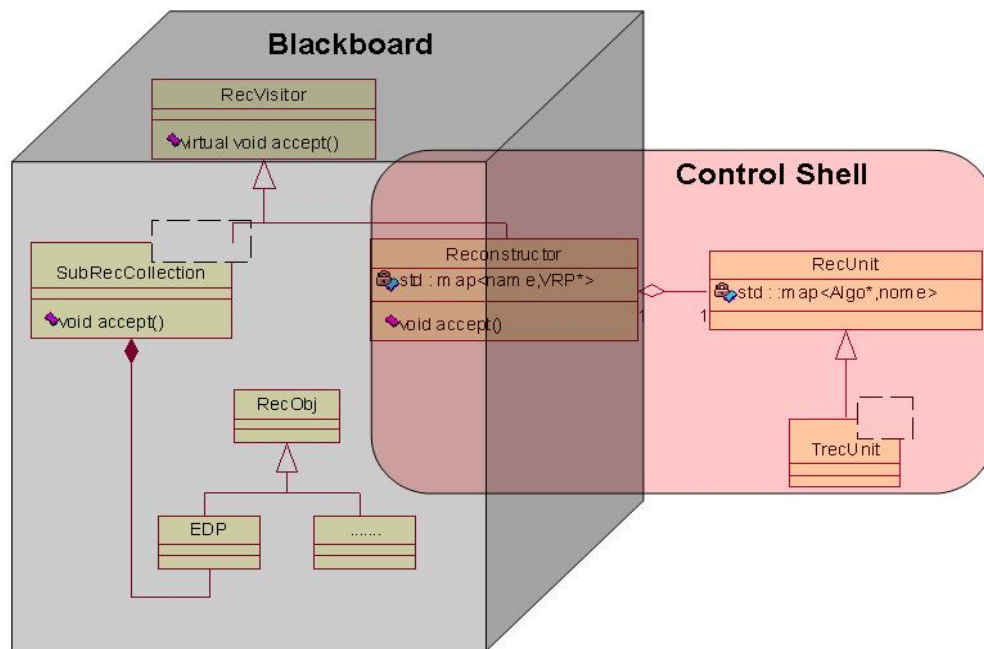 Blackboard
RecVisitor
virtual void accept()
Control Shell
SubRecCollection
void accept()
Reconstructor
std : map<name,VRP*>
void accept()
1
1
RecUnit
std : :map<Algo*,nome>
RecObj
TrecUnit
EDP
.......